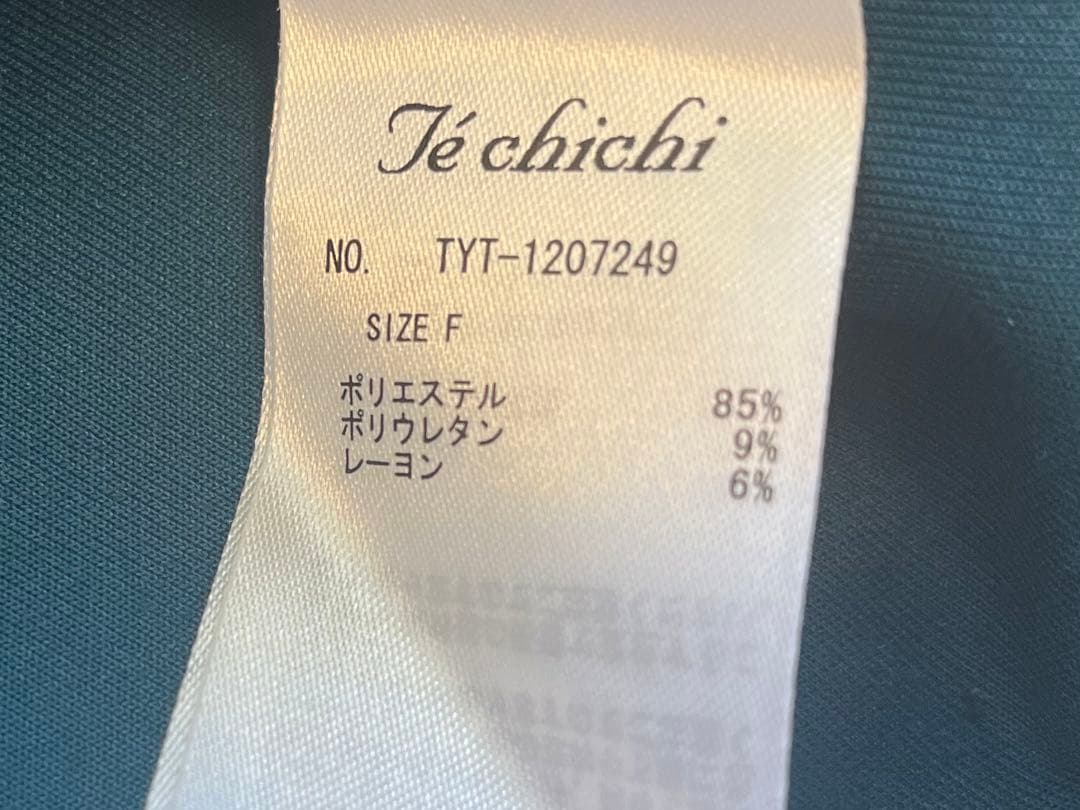 Té chichi
NO. TYT-1207249
SIZE F
ポリエステル 85%
ポリウレタン 9%
レーヨン 6%